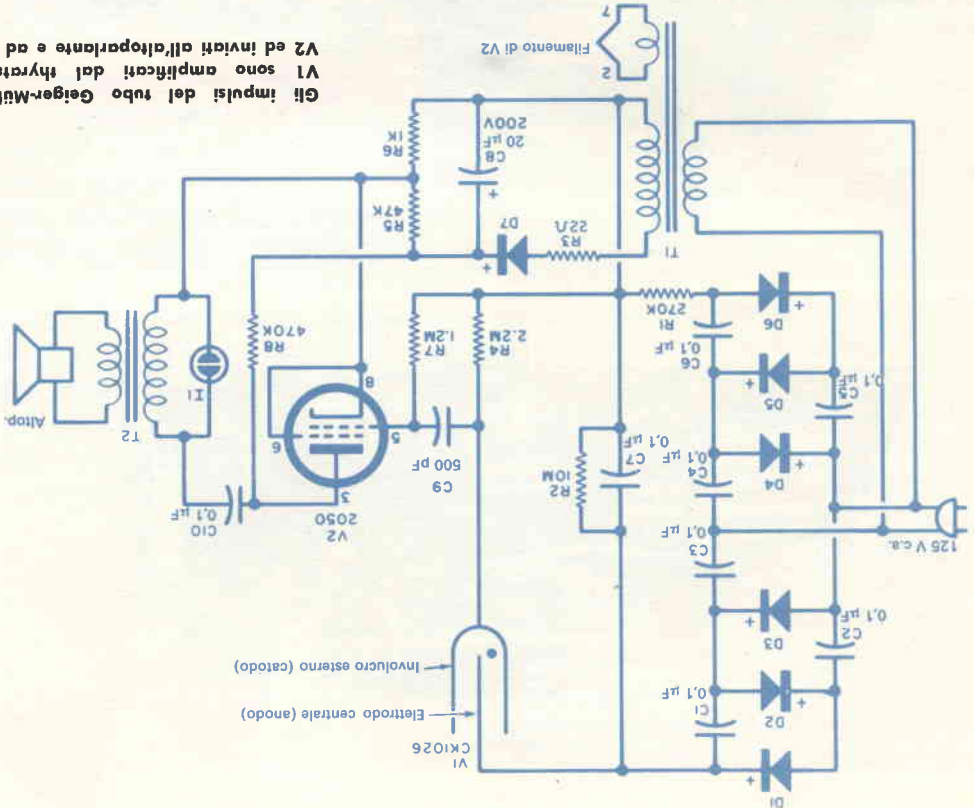 D1
V1
CK1026
Elettrodo centrale (anodo)
Involucro esterno (catodo)
+
D2
+
C1
0,1 µF
D3
+
C2
0,1 µF
125 V c.a.
C3
0,1 µF
D4
+
C4
0,1 µF
C7
0,1 µF
R2
10M
D5
+
C5
0,1 µF
D6
+
C6
0,1 µF
R1
270K
C9
500 pF
R4
2.2M
R7
1.2M
V2
2050
3
5
6
8
C10
0,1 µF
R8
470K
I1
T2
Altop.
T1
R3
22Ω
D7
+
+
C8
20 µF
200V
R5
47K
R6
1K
Filamento di V2
2
7
Gli impulsi del tubo Geiger-Mül
V1 sono amplificati dal thyratr
V2 ed inviati all'altoparlante e ad